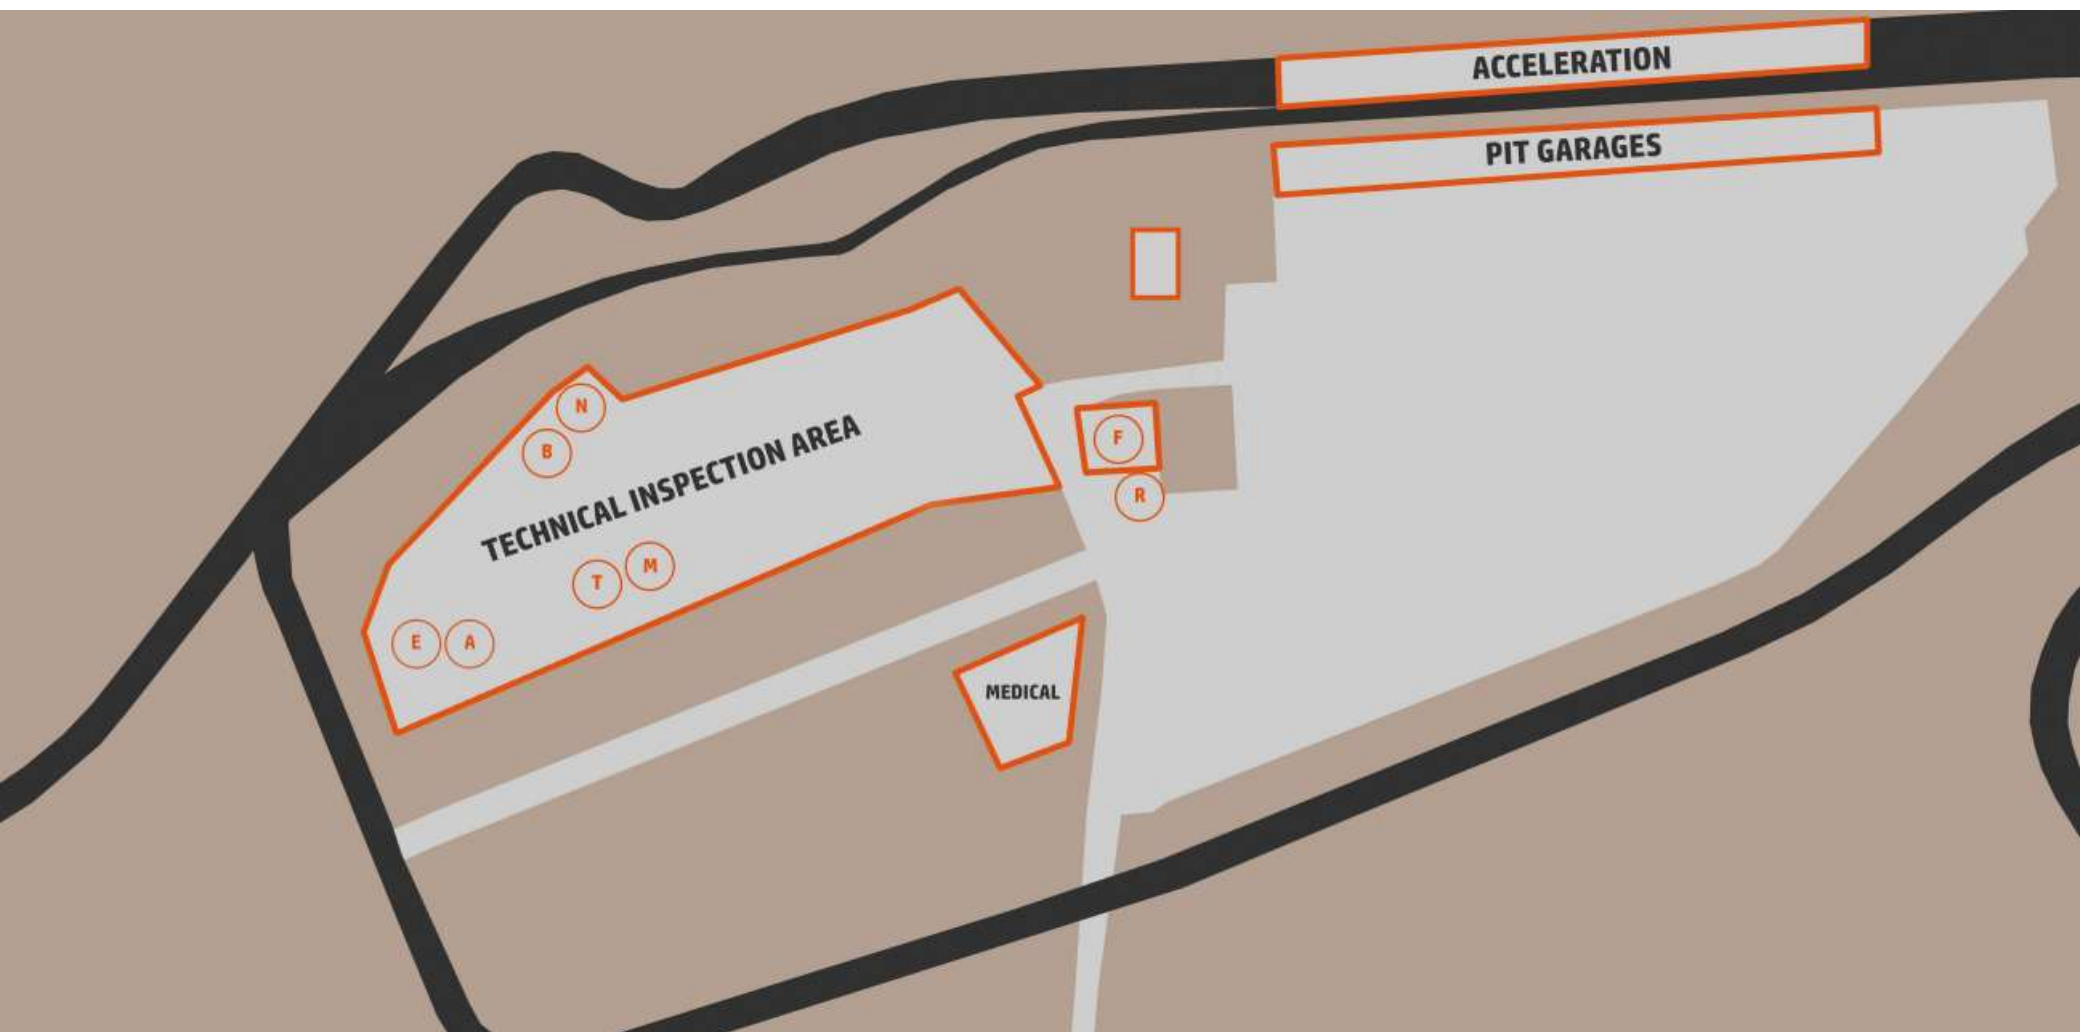 ACCELERATION
PIT GARAGES
N
B
F
TECHNICAL INSPECTION AREA
R
T
M
E
A
MEDICAL